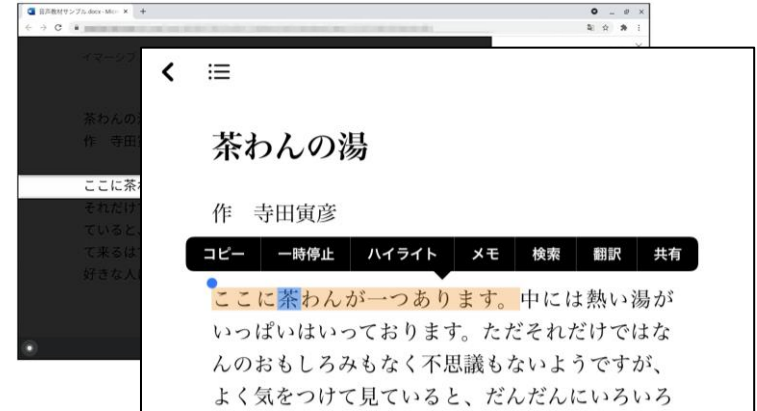 音声教材サンプル.docx - Micr
イマーシブ
茶わんの
作 寺田
ここに茶
それだけ
ていると
て来るは
好きな人
茶わんの湯
作 寺田寅彦
コピー 一時停止 ハイライト メモ 検索 翻訳 共有
ここに茶わんが一つあります。中には熱い湯が
いっぱいはいっております。ただそれだけではな
んのおもしろみもなく不思議もないようですが、
よく気をつけて見ていると、だんだんにいろいろ